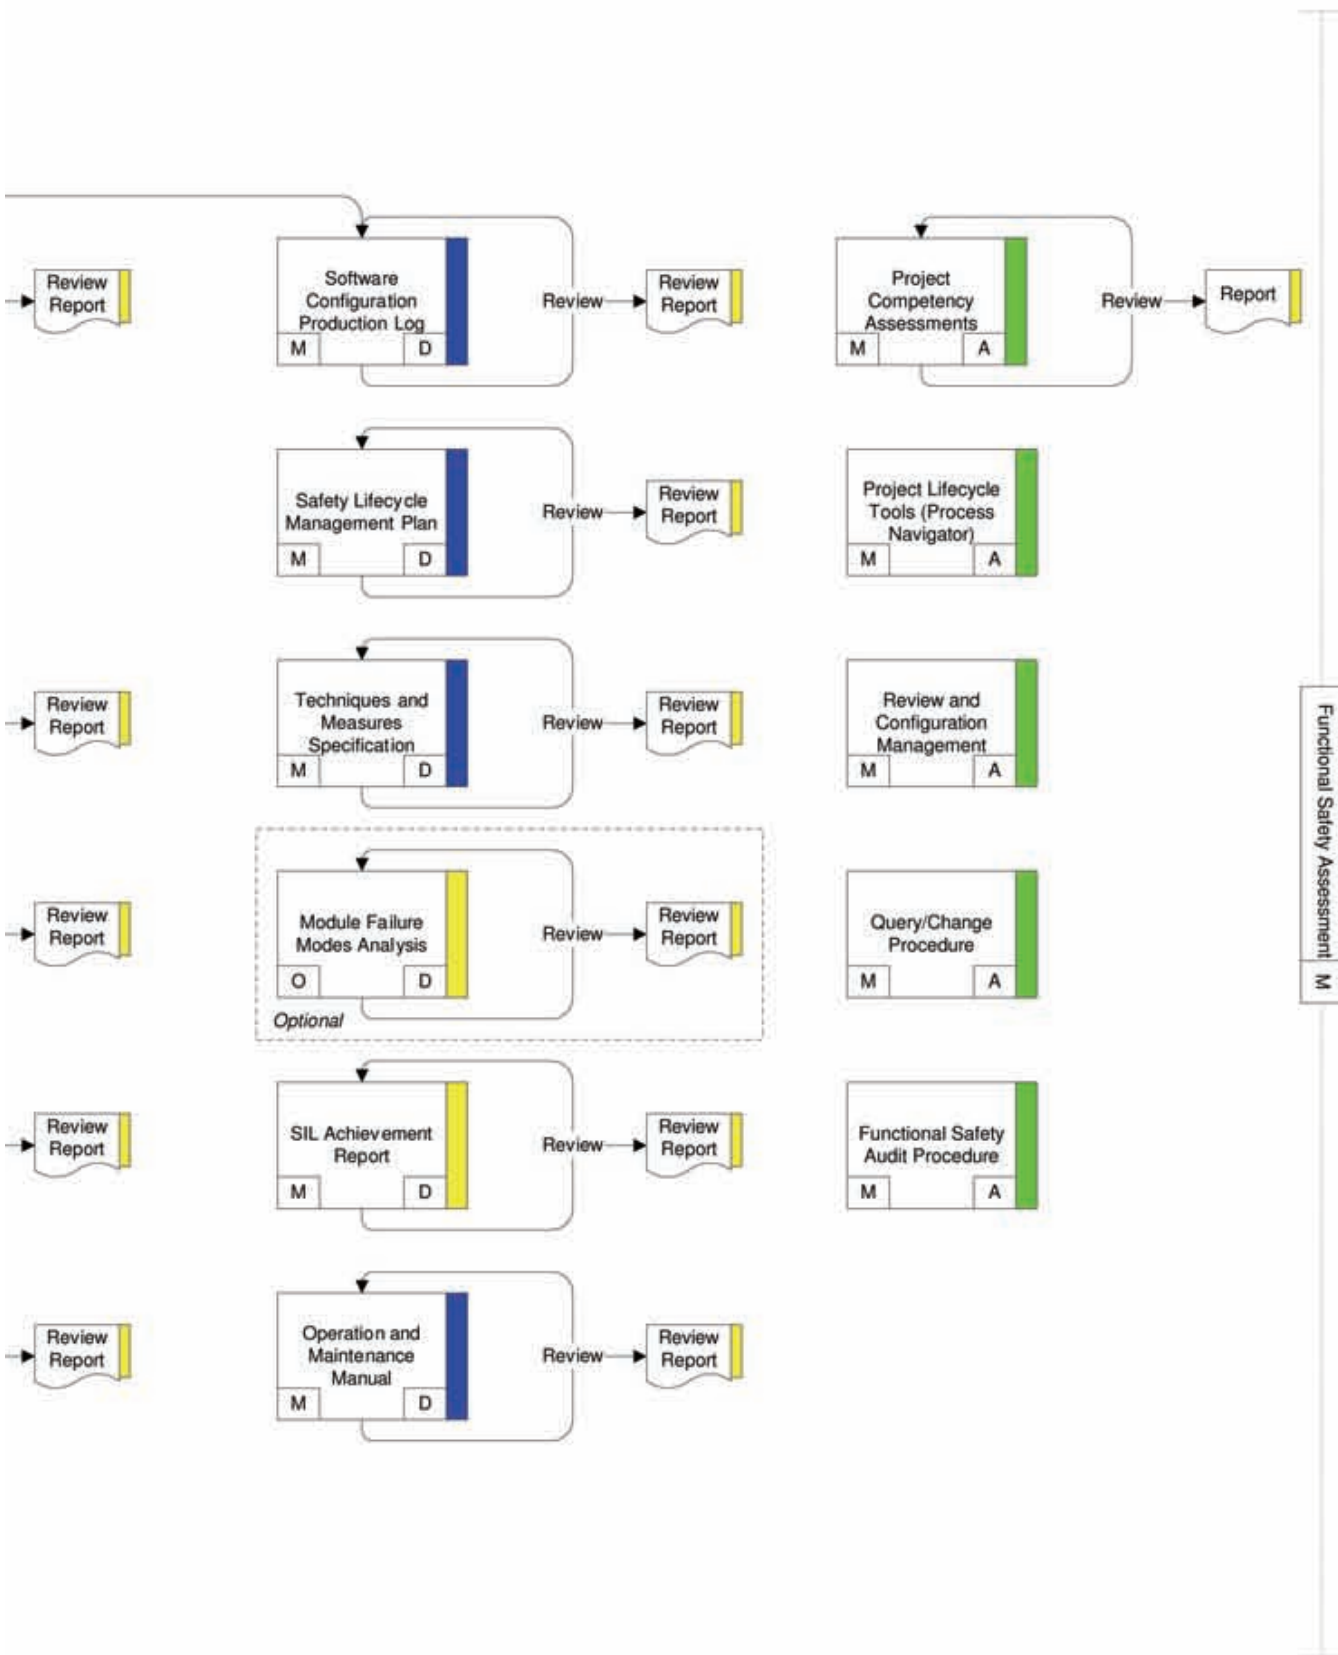 Review
Report
Software
Configuration
Production Log
M
D
Review
Review
Report
Project
Competency
Assessments
M
A
Review
Report
Safety Lifecycle
Management Plan
M
D
Review
Review
Report
Project Lifecycle
Tools (Process
Navigator)
M
A
Review
Report
Techniques and
Measures
Specification
M
D
Review
Review
Report
Review and
Configuration
Management
M
A
Review
Report
Module Failure
Modes Analysis
O
D
Optional
Review
Review
Report
Query/Change
Procedure
M
A
Review
Report
SIL Achievement
Report
M
D
Review
Review
Report
Functional Safety
Audit Procedure
M
A
Review
Report
Operation and
Maintenance
Manual
M
D
Review
Review
Report
Functional Safety Assessment
M